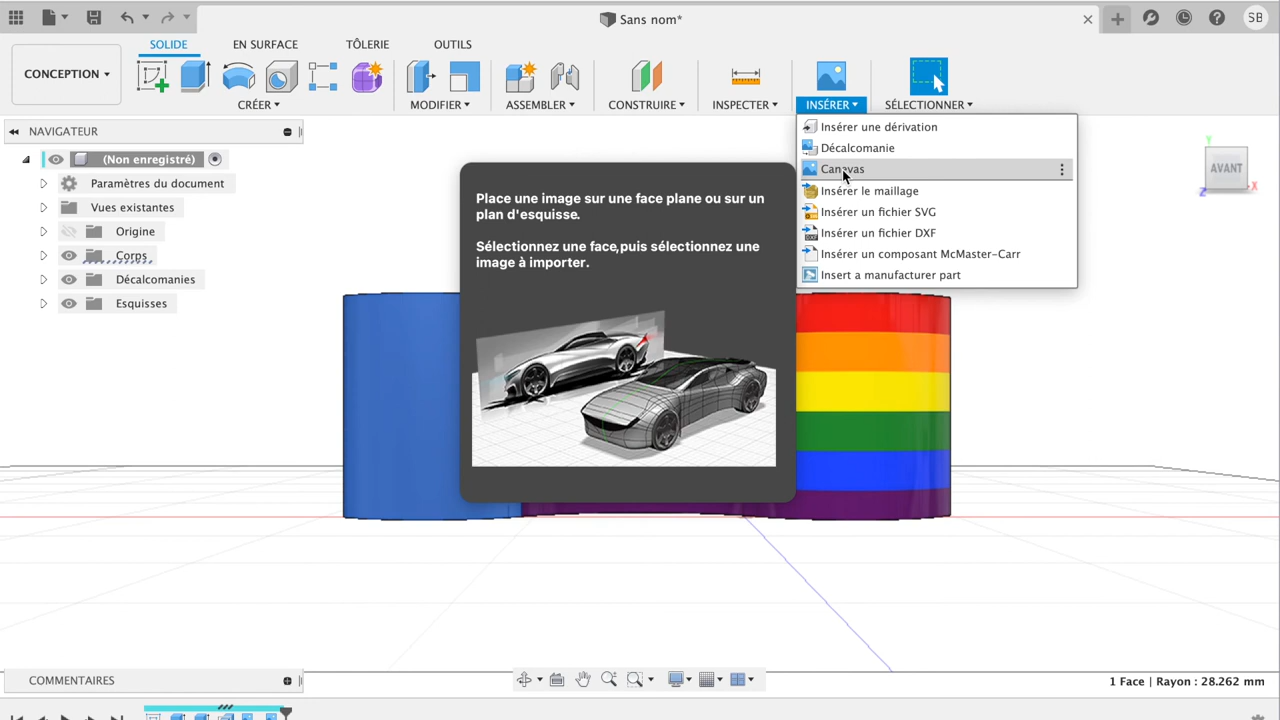 Sans nom*
SB
SOLIDE
EN SURFACE
TÔLERIE
OUTILS
CONCEPTION
CRÉER
MODIFIER
ASSEMBLER
CONSTRUIRE
INSPECTER
INSÉRER
SÉLECTIONNER
NAVIGATEUR
(Non enregistré)
Paramètres du document
Vues existantes
Origine
Corps
Décalcomanies
Esquisses
Insérer une dérivation
Décalcomanie
Canevas
Insérer le maillage
Insérer un fichier SVG
Insérer un fichier DXF
Insérer un composant McMaster-Carr
Insert a manufacturer part
Place une image sur une face plane ou sur un
plan d'esquisse.
Sélectionnez une face,puis sélectionnez une
image à importer.
Y
AVANT
Z
X
COMMENTAIRES
1 Face | Rayon : 28.262 mm